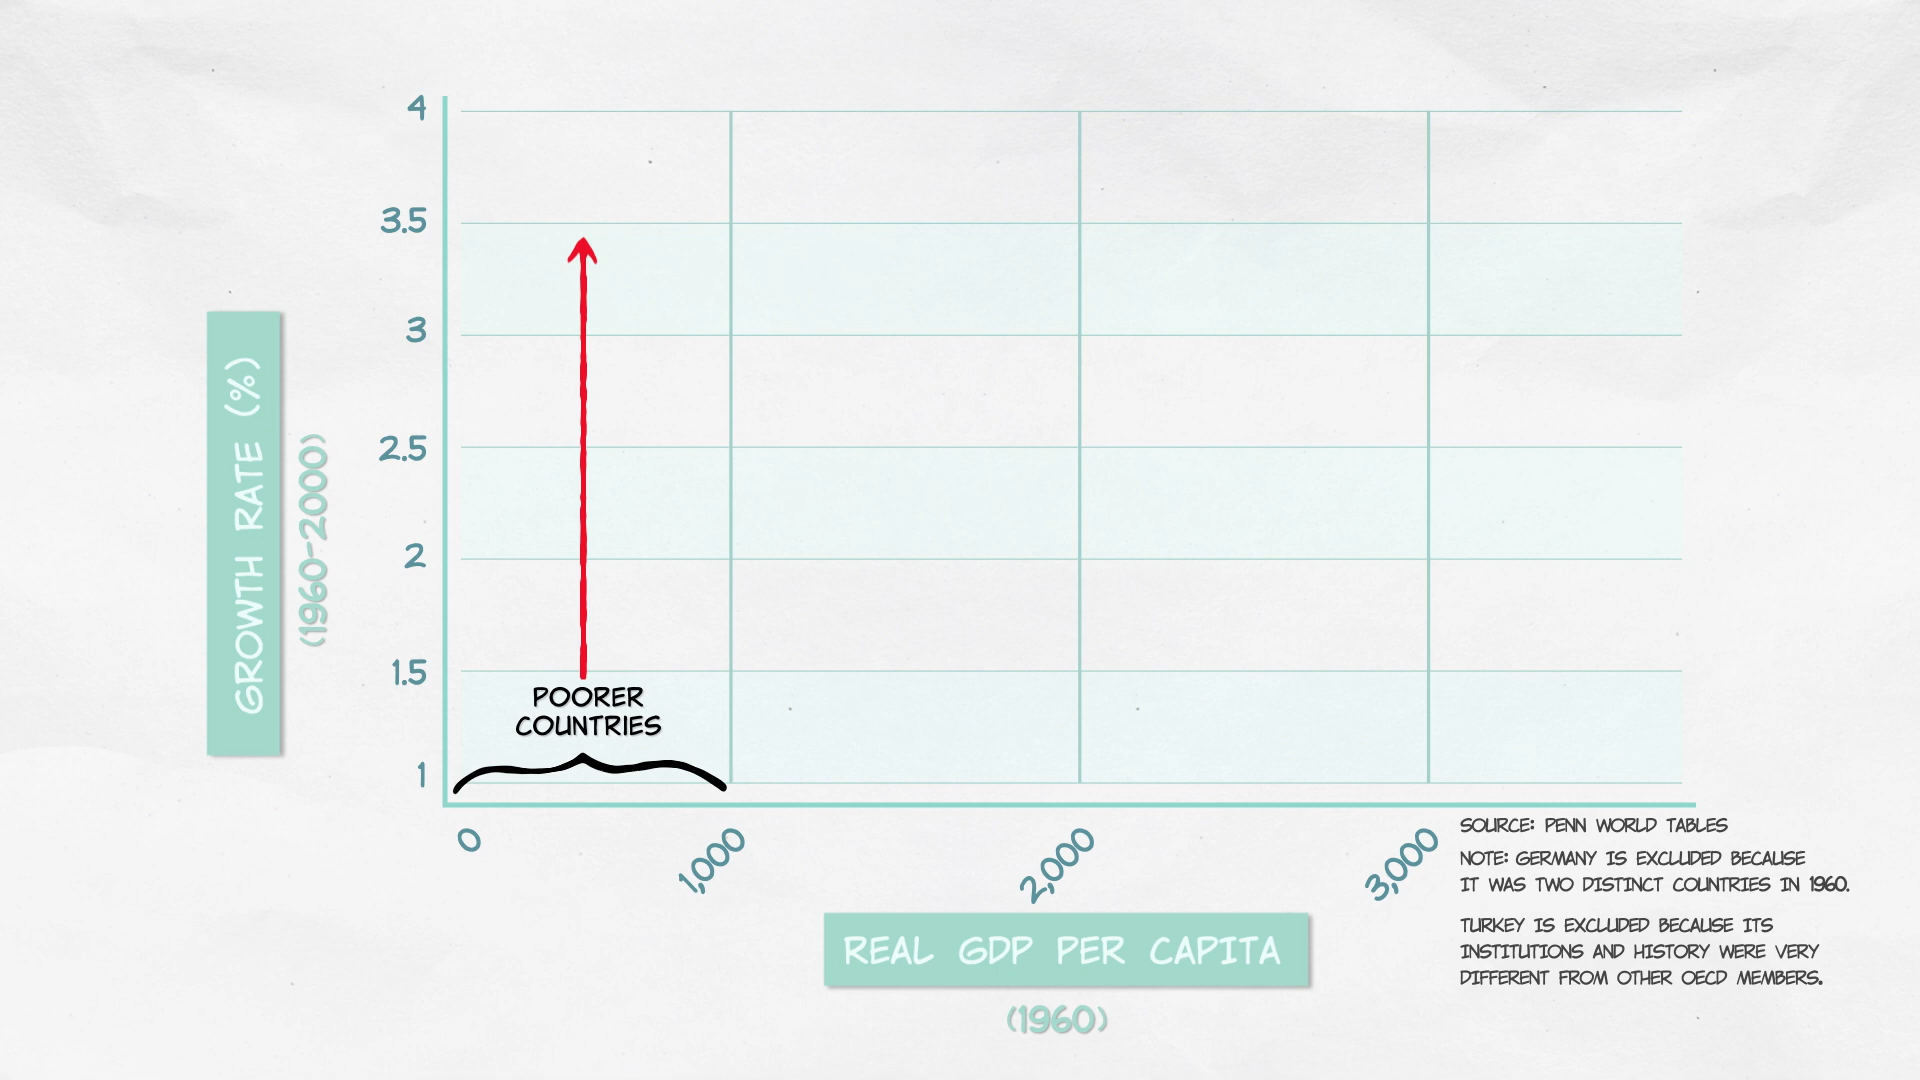 4
3.5
3
2.5
2
1.5
1
GROWTH RATE (%)
(1960-2000)
POORER
COUNTRIES
0
1,000
2,000
3,000
REAL GDP PER CAPITA
(1960)
SOURCE: PENN WORLD TABLES
NOTE: GERMANY IS EXCLUDED BECAUSE
IT WAS TWO DISTINCT COUNTRIES IN 1960.
TURKEY IS EXCLUDED BECAUSE ITS
INSTITUTIONS AND HISTORY WERE VERY
DIFFERENT FROM OTHER OECD MEMBERS.